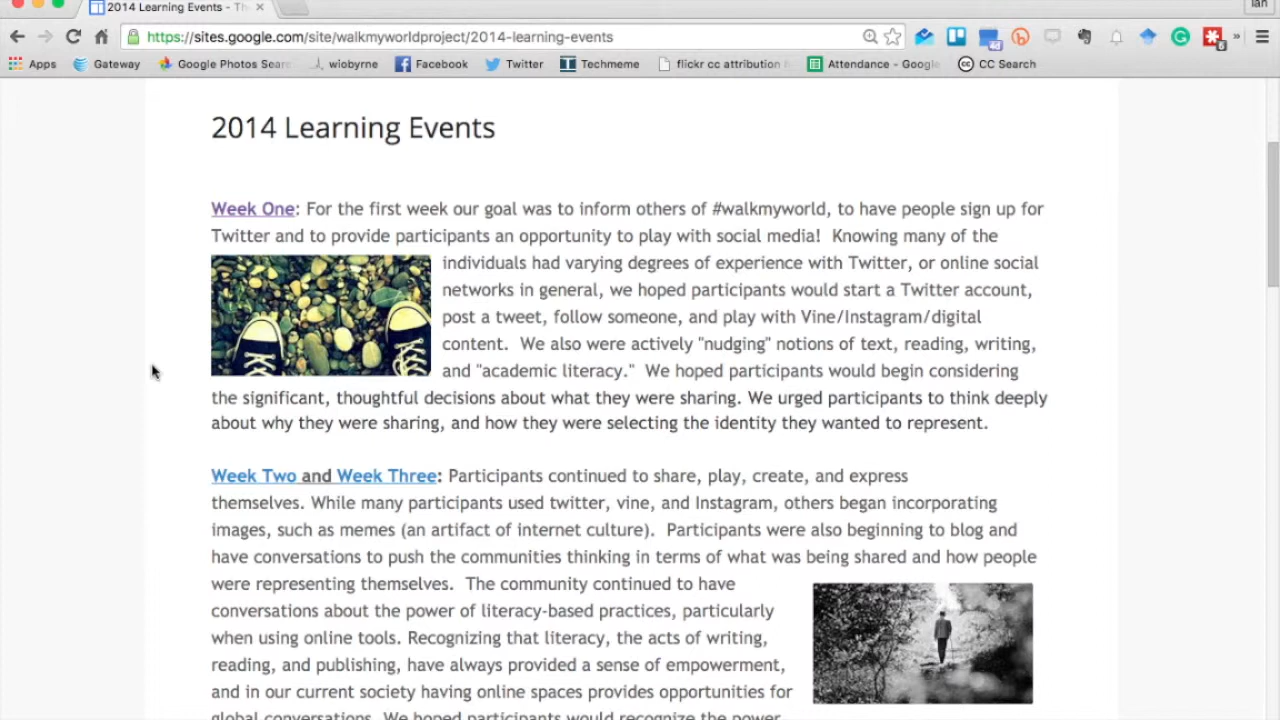 2014 Learning Events - Th
Ian
https://sites.google.com/site/walkmyworldproject/2014-learning-events
Apps Gateway Google Photos Sear wiobyrne Facebook Twitter Techmeme flickr cc attribution Attendance - Google CC Search
2014 Learning Events
Week One: For the first week our goal was to inform others of #walkmyworld, to have people sign up for
Twitter and to provide participants an opportunity to play with social media! Knowing many of the
individuals had varying degrees of experience with Twitter, or online social
networks in general, we hoped participants would start a Twitter account,
post a tweet, follow someone, and play with Vine/Instagram/digital
content. We also were actively "nudging" notions of text, reading, writing,
and "academic literacy." We hoped participants would begin considering
the significant, thoughtful decisions about what they were sharing. We urged participants to think deeply
about why they were sharing, and how they were selecting the identity they wanted to represent.
Week Two and Week Three: Participants continued to share, play, create, and express
themselves. While many participants used twitter, vine, and Instagram, others began incorporating
images, such as memes (an artifact of internet culture). Participants were also beginning to blog and
have conversations to push the communities thinking in terms of what was being shared and how people
were representing themselves. The community continued to have
conversations about the power of literacy-based practices, particularly
when using online tools. Recognizing that literacy, the acts of writing,
reading, and publishing, have always provided a sense of empowerment,
and in our current society having online spaces provides opportunities for
global conversations. We hoped participants would recognize the power